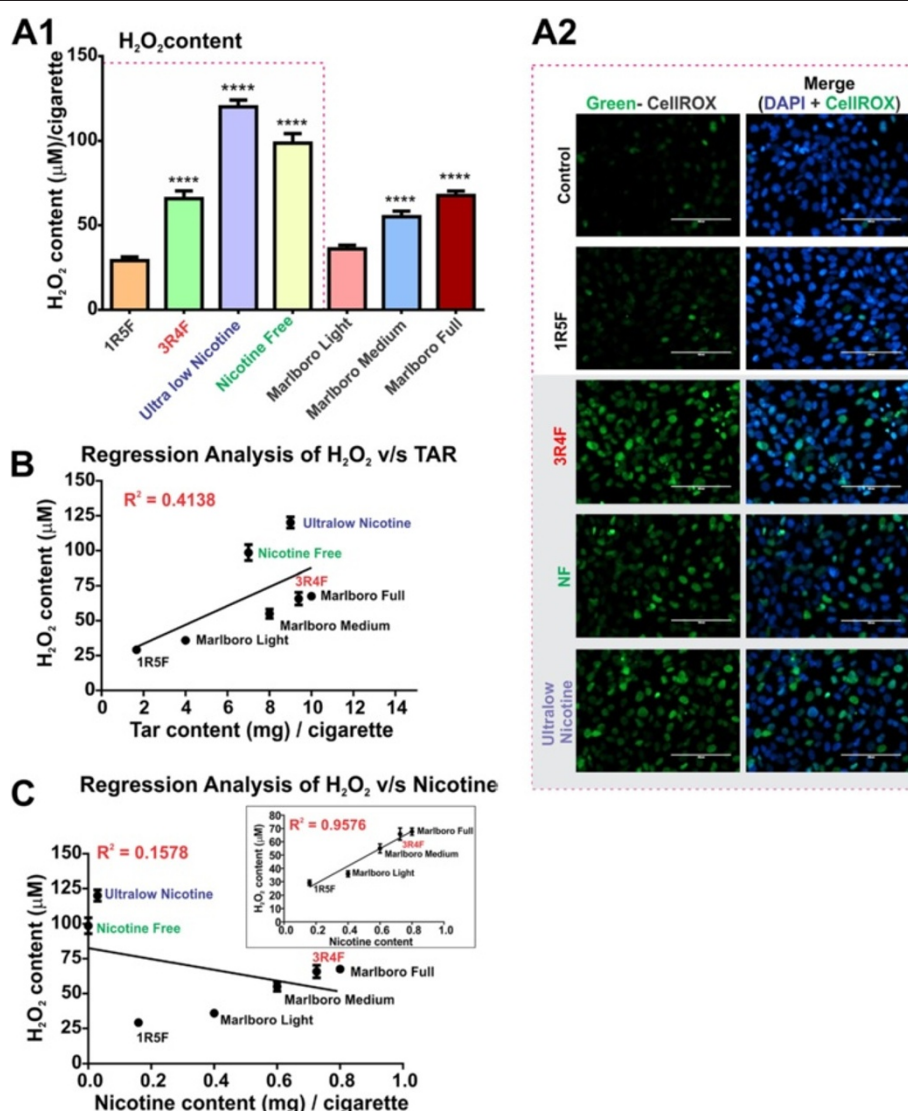 A1
H₂O₂content
H₂O₂ content (µM)/cigarette
150
100
50
0
****
****
****
****
****
1R5F
3R4F
Ultra low Nicotine
Nicotine Free
Marlboro Light
Marlboro Medium
Marlboro Full
A2
Green- CellROX
Merge
(DAPI + CellROX)
Control
1R5F
3R4F
NF
Ultralow
Nicotine
B
Regression Analysis of H₂O₂ v/s TAR
R² = 0.4138
H₂O₂ content (µM)
150
125
100
75
50
25
0
Ultralow Nicotine
Nicotine Free
3R4F
Marlboro Full
Marlboro Medium
Marlboro Light
1R5F
0 2 4 6 8 10 12 14
Tar content (mg) / cigarette
C
Regression Analysis of H₂O₂ v/s Nicotine
R² = 0.1578
H₂O₂ content (µM)
150
125
100
75
50
25
0
Ultralow Nicotine
Nicotine Free
3R4F
Marlboro Full
Marlboro Medium
Marlboro Light
1R5F
0.0 0.2 0.4 0.6 0.8 1.0
Nicotine content (mg) / cigarette
R² = 0.9576
H₂O₂ content (µM)
80
70
60
50
40
30
20
10
0
Marlboro Full
3R4F
Marlboro Medium
Marlboro Light
1R5F
0.0 0.2 0.4 0.6 0.8 1.0
Nicotine content